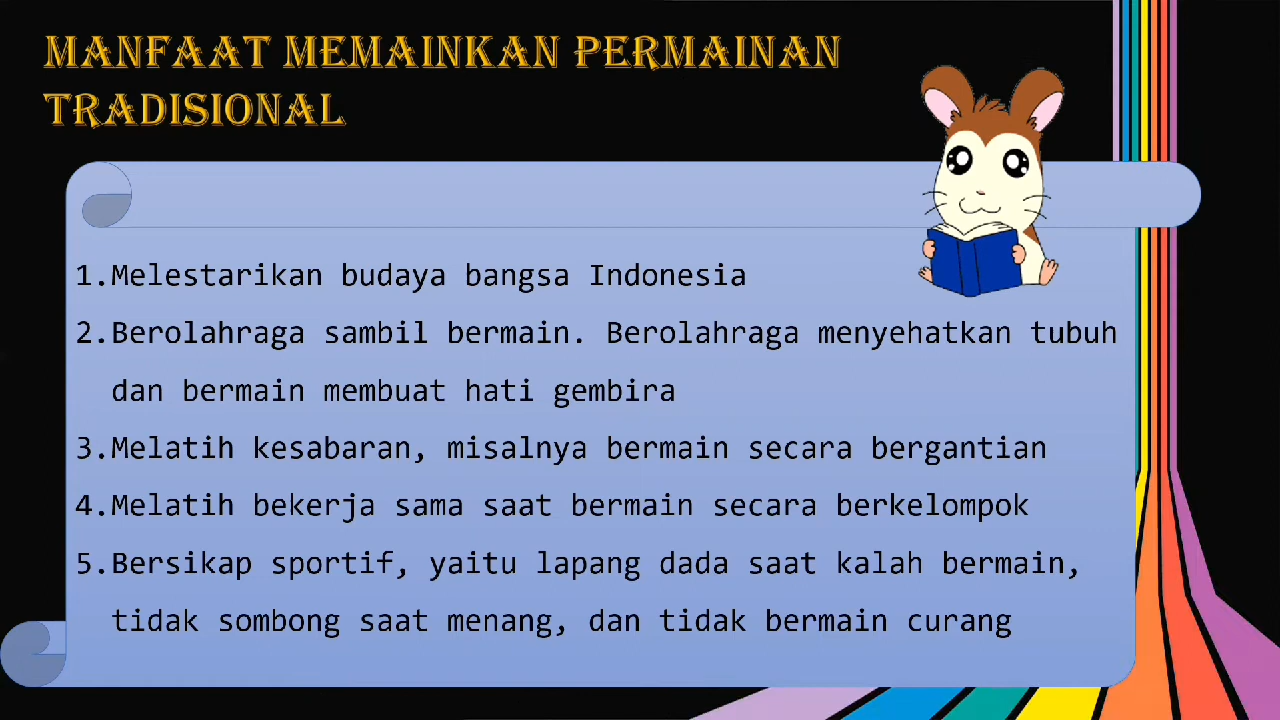 MANFAAT MEMAINKAN PERMAINAN
TRADISIONAL
1.Melestarikan budaya bangsa Indonesia
2.Berolahraga sambil bermain. Berolahraga menyehatkan tubuh
dan bermain membuat hati gembira
3.Melatih kesabaran, misalnya bermain secara bergantian
4.Melatih bekerja sama saat bermain secara berkelompok
5.Bersikap sportif, yaitu lapang dada saat kalah bermain,
tidak sombong saat menang, dan tidak bermain curang